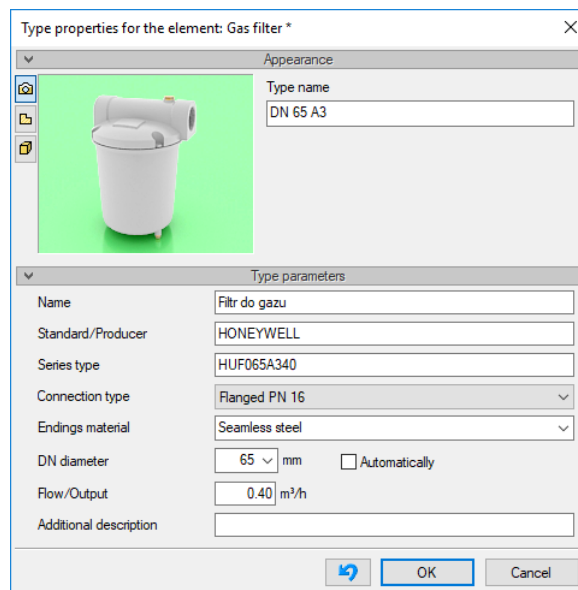 Type properties for the element: Gas filter *
Appearance
Type name
DN 65 A3
Type parameters
Name Filtr do gazu
Standard/Producer HONEYWELL
Series type HUF065A340
Connection type Flanged PN 16
Endings material Seamless steel
DN diameter 65 mm Automatically
Flow/Output 0.40 m³/h
Additional description
OK Cancel